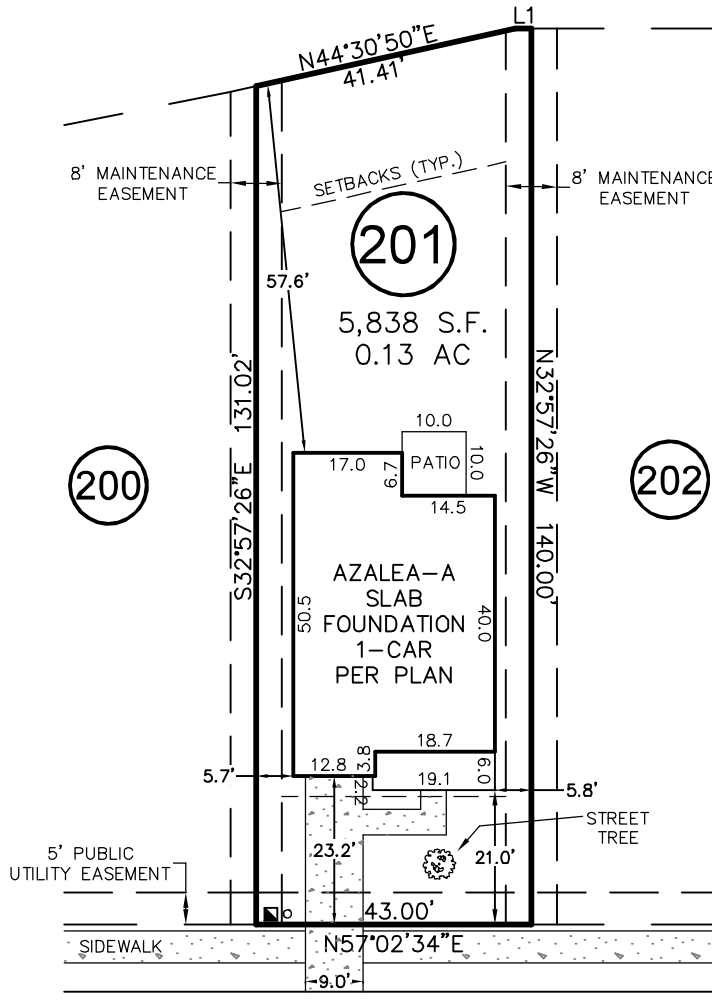 L1
N44°30'50"E
41.41'
8' MAINTENANCE
EASEMENT
SETBACKS (TYP.)
8' MAINTENANCE
EASEMENT
201
57.6'
5,838 S.F.
0.13 AC
S32°57'26"E 131.02'
N32°57'26"W 140.00'
10.0
17.0
6.7
PATIO
10.0
200
202
14.5
AZALEA-A
SLAB
FOUNDATION
1-CAR
PER PLAN
50.5
40.0
18.7
12.8
3.8
6.0
5.7'
2.2
19.1
5.8'
STREET
TREE
23.2'
21.0'
5' PUBLIC
UTILITY EASEMENT
43.00'
SIDEWALK
N57°02'34"E
9.0'